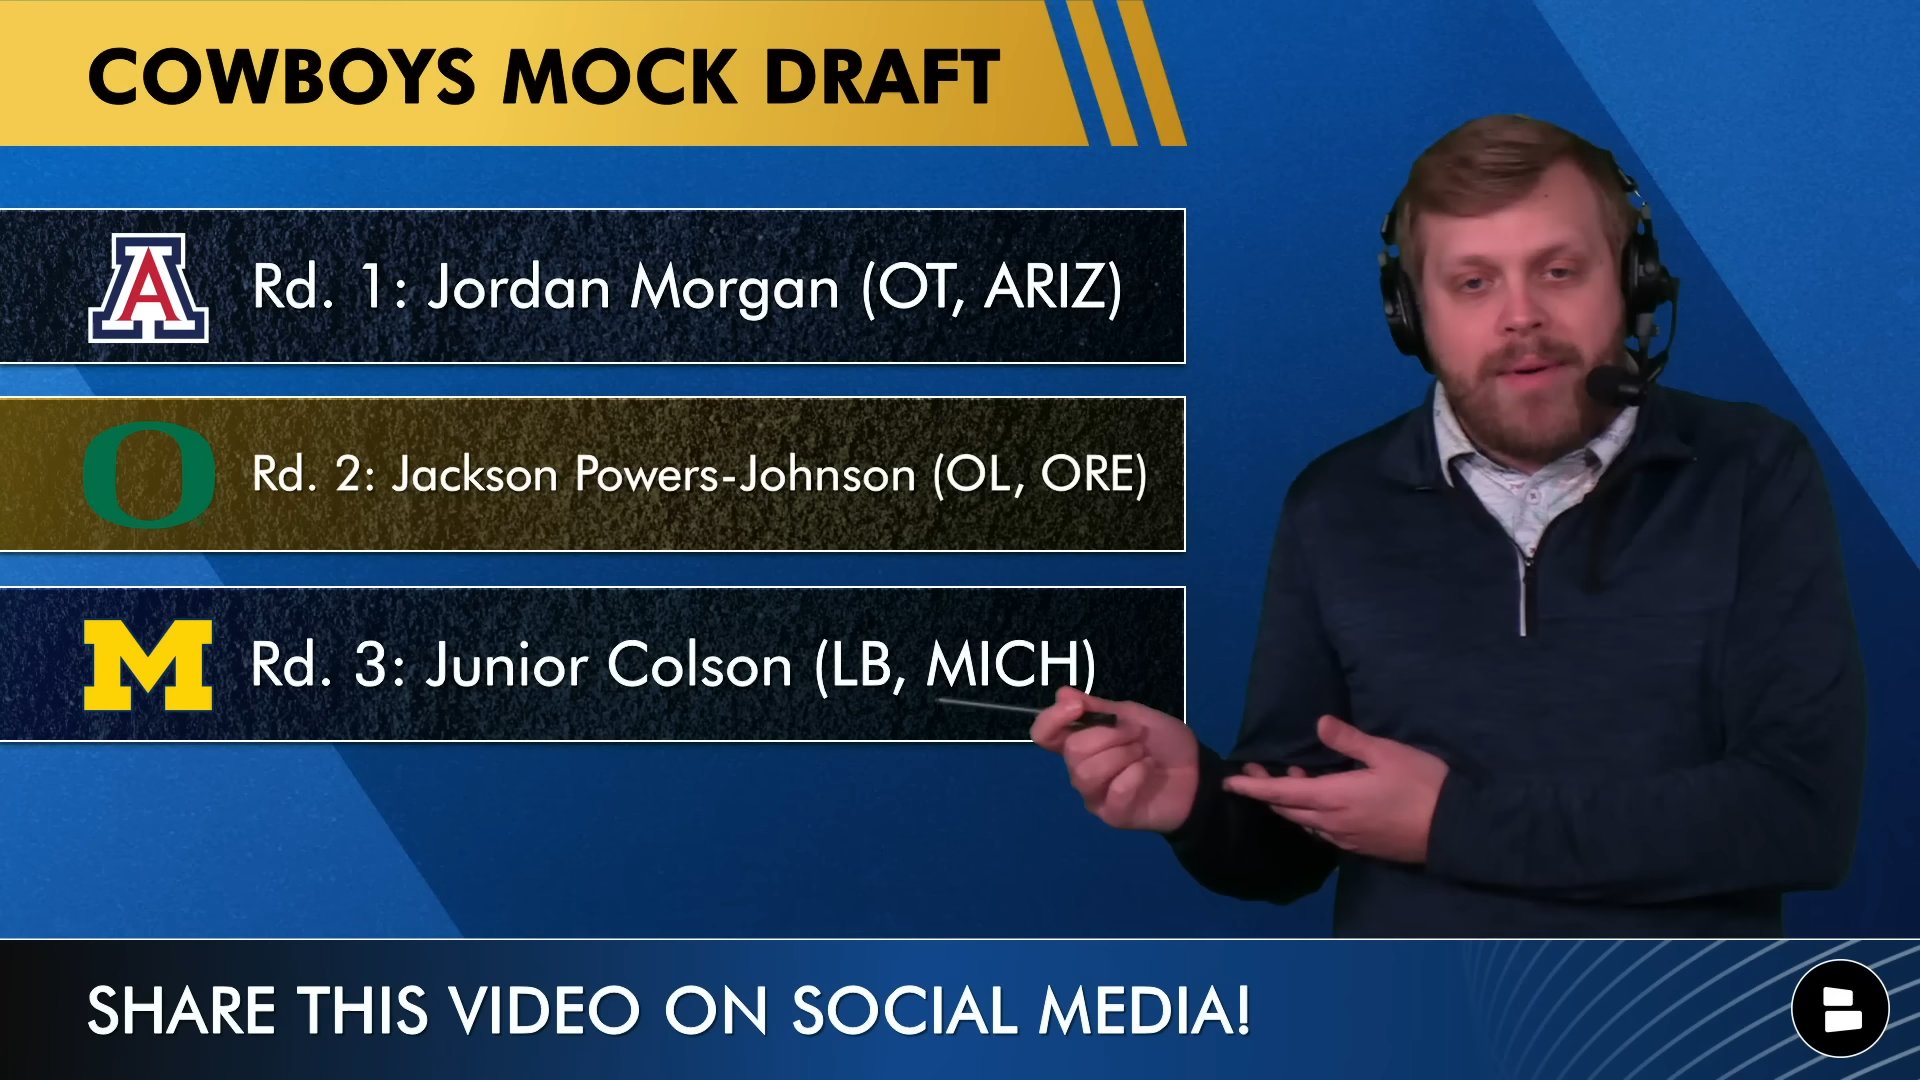 COWBOYS MOCK DRAFT
A
Rd. 1: Jordan Morgan (OT, ARIZ)
O
Rd. 2: Jackson Powers-Johnson (OL, ORE)
M
Rd. 3: Junior Colson (LB, MICH)
SHARE THIS VIDEO ON SOCIAL MEDIA!